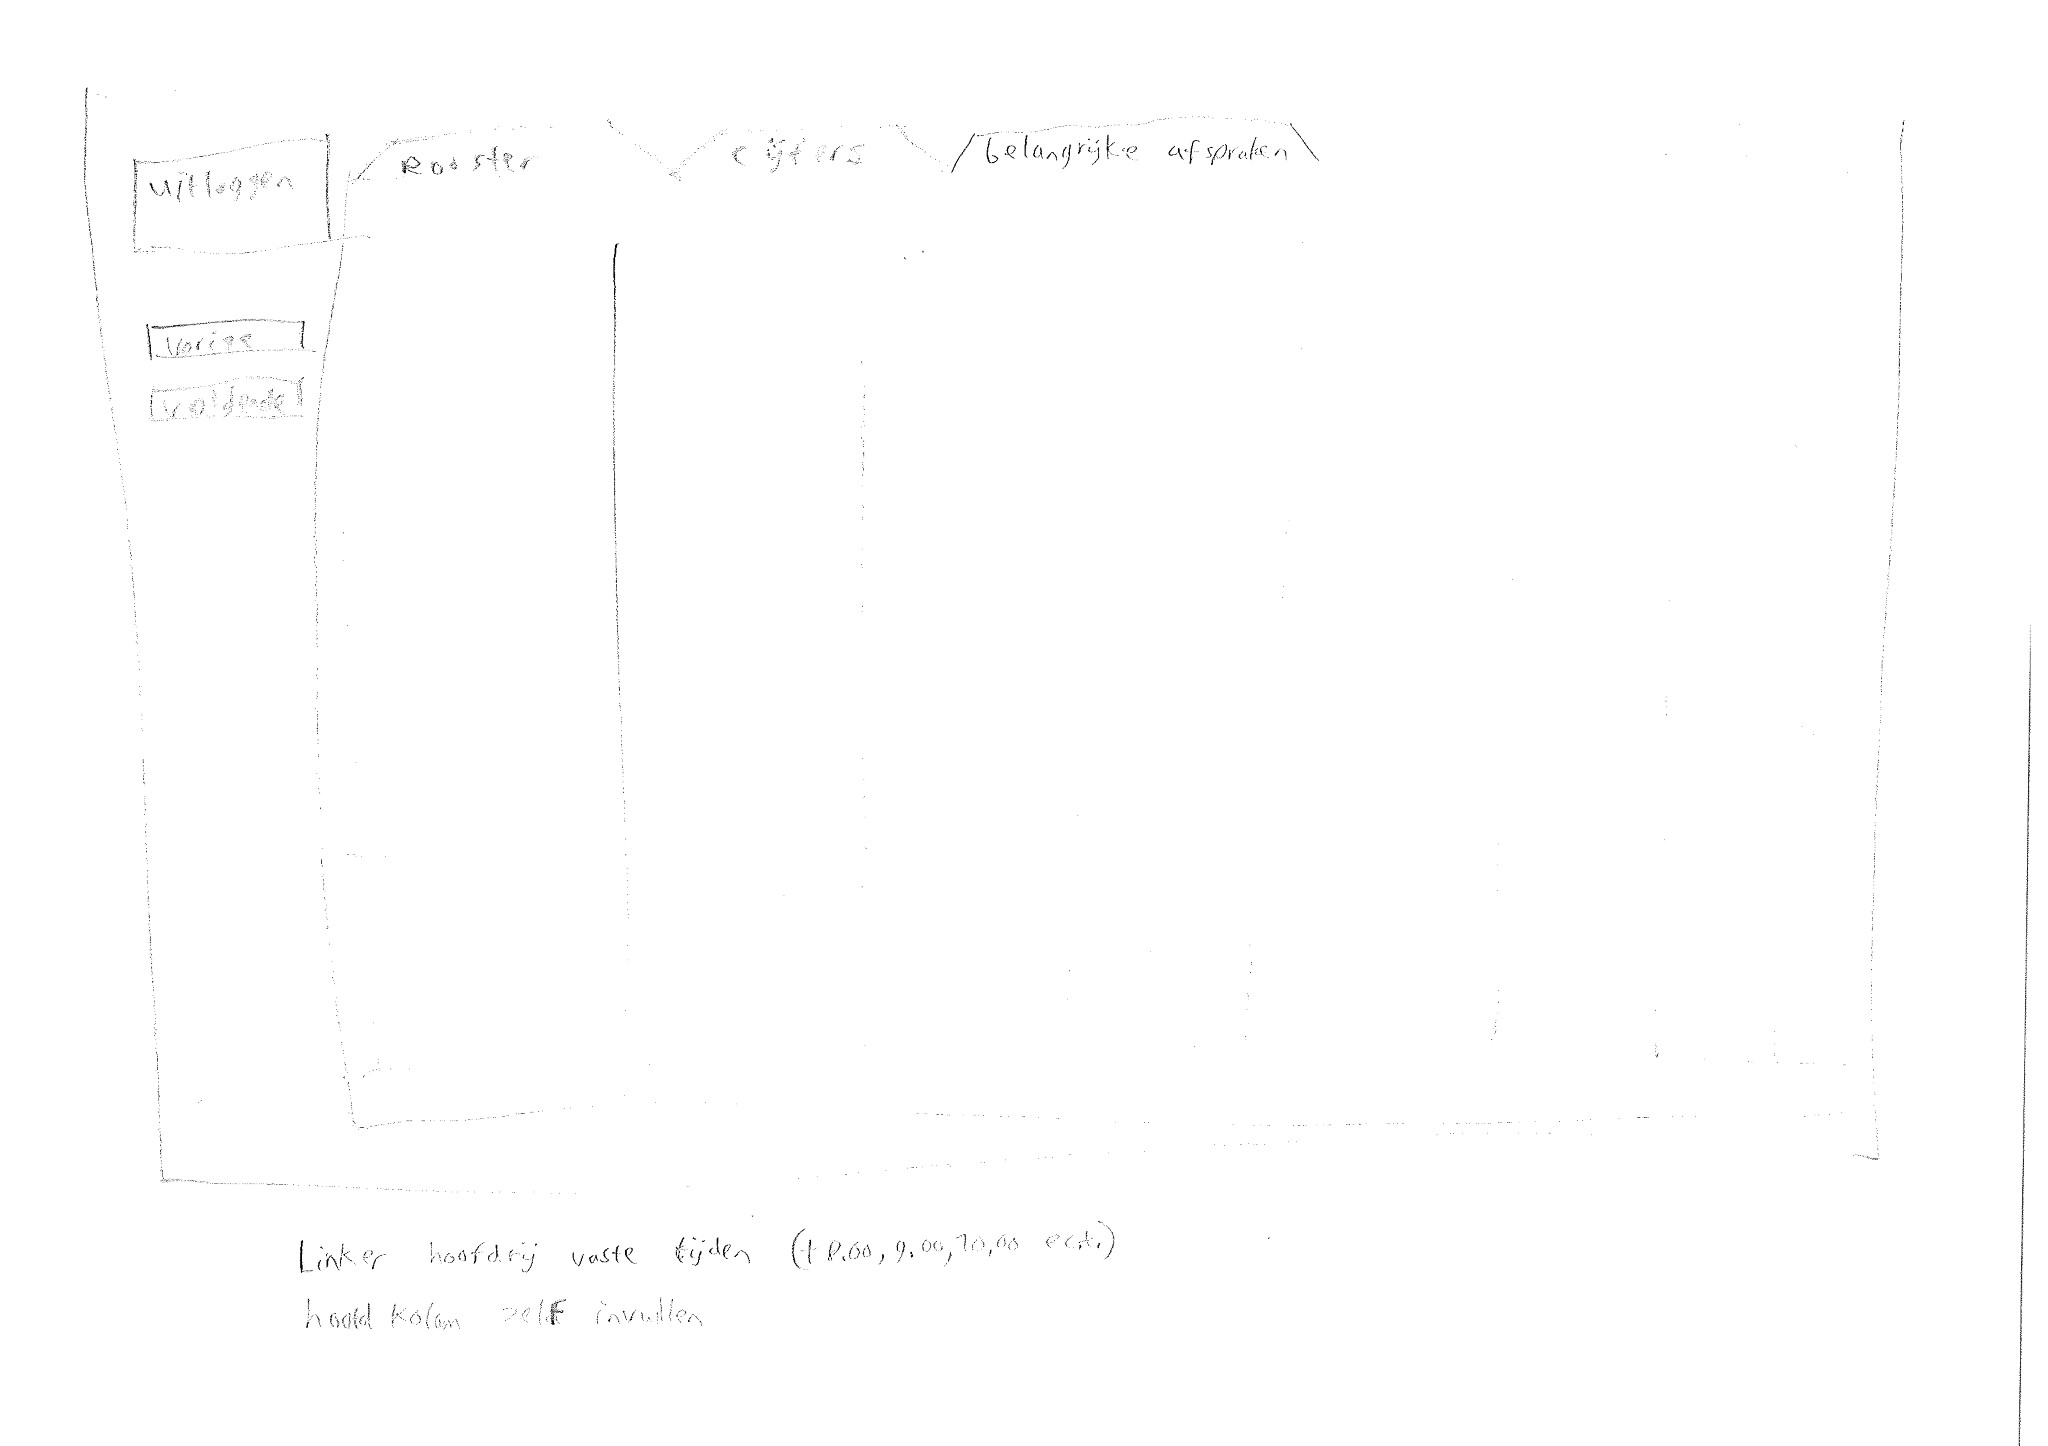 Rooster
cijfers
belangrijke afspraken
uitloggen
vorige
volgende
Linker hoofdrij vaste tijden (+ 8.00, 9.00, 10,00 ect.)
hoofd kolom zelf invullen